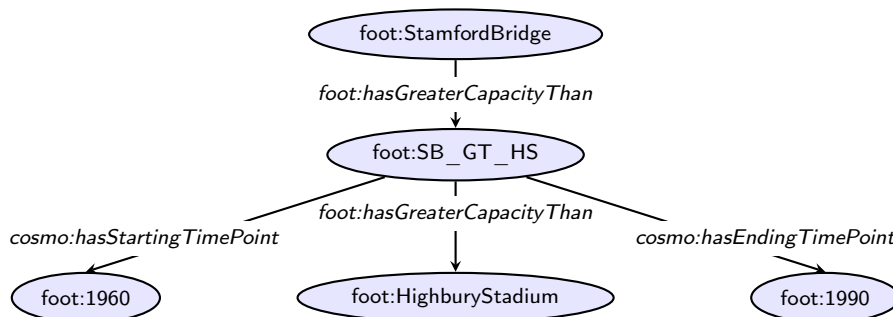 foot:StamfordBridge
foot:hasGreaterCapacityThan
foot:SB_GT_HS
foot:hasGreaterCapacityThan
cosmo:hasStartingTimePoint
cosmo:hasEndingTimePoint
foot:1960
foot:HighburyStadium
foot:1990